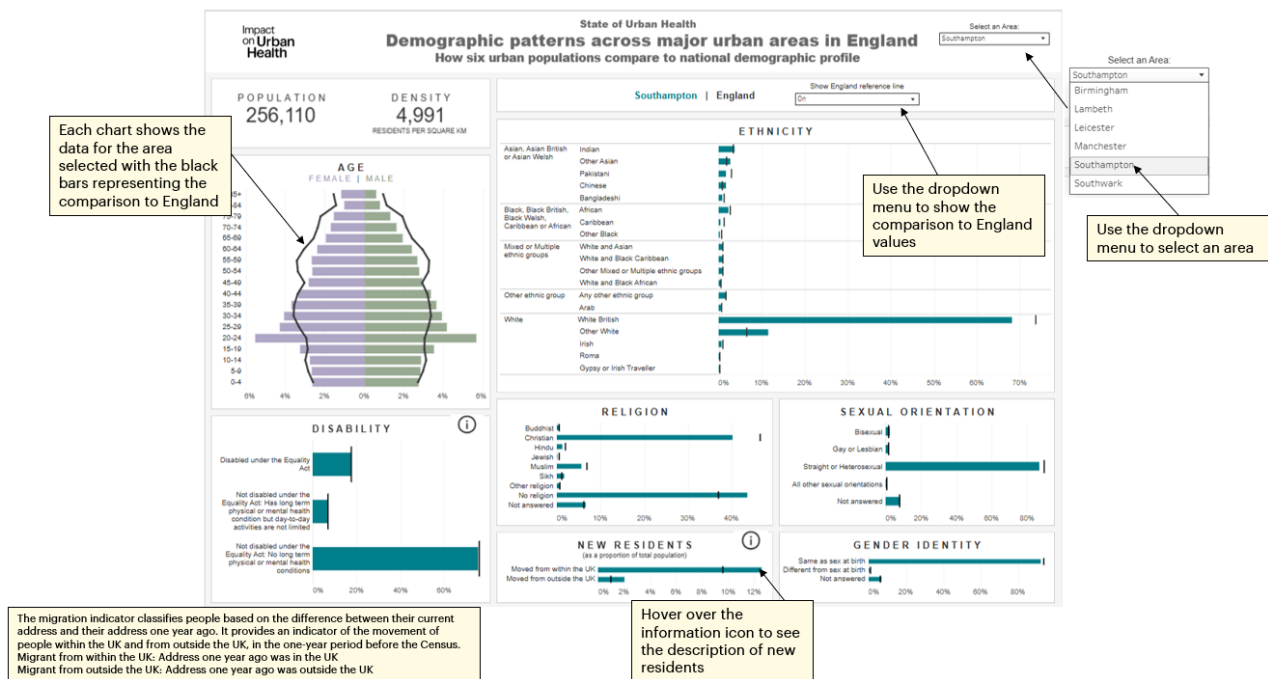 Impact
on Urban
Health
State of Urban Health
Demographic patterns across major urban areas in England
How six urban populations compare to national demographic profile
Select an Area:
Southampton
Select an Area:
Southampton
Birmingham
Lambeth
Leicester
Manchester
Southampton
Southwark
Use the dropdown
menu to select an area
POPULATION
256,110
DENSITY
4,991
RESIDENTS PER SQUARE KM
Each chart shows the
data for the area
selected with the black
bars representing the
comparison to England
Southampton | England
Show England reference line
On
Use the dropdown
menu to show the
comparison to England
values
AGE
FEMALE | MALE
75-79
70-74
65-69
60-64
55-59
50-54
45-49
40-44
35-39
30-34
25-29
20-24
15-19
10-14
5-9
0-4
0% 4% 2% 0% 2% 4% 6%
ETHNICITY
Asian, Asian British
or Asian Welsh
Indian
Other Asian
Pakistani
Chinese
Bangladeshi
Black, Black British,
Black Welsh,
Caribbean or African
African
Caribbean
Other Black
Mixed or Multiple
ethnic groups
White and Asian
White and Black Caribbean
Other Mixed or Multiple ethnic groups
White and Black African
Other ethnic group
Any other ethnic group
Arab
White
White British
Other White
Irish
Roma
Gypsy or Irish Traveller
0% 10% 20% 30% 40% 50% 60% 70%
DISABILITY
Disabled under the Equality
Act
Not disabled under the
Equality Act: Has long term
physical or mental health
condition but day-to-day
activities are not limited
Not disabled under the
Equality Act: No long term
physical or mental health
conditions
0% 20% 40% 60%
RELIGION
Buddhist
Christian
Hindu
Jewish
Muslim
Sikh
Other religion
No religion
Not answered
0% 10% 20% 30% 40%
SEXUAL ORIENTATION
Bisexual
Gay or Lesbian
Straight or Heterosexual
All other sexual orientations
Not answered
0% 20% 40% 60% 80%
NEW RESIDENTS
(as a proportion of total population)
Moved from within the UK
Moved from outside the UK
0% 2% 4% 6% 8% 10% 12%
GENDER IDENTITY
Same as sex at birth
Different from sex at birth
Not answered
0% 20% 40% 60% 80%
Hover over the
information icon to see
the description of new
residents
The migration indicator classifies people based on the difference between their current
address and their address one year ago. It provides an indicator of the movement of
people within the UK and from outside the UK, in the one-year period before the Census.
Migrant from within the UK: Address one year ago was in the UK
Migrant from outside the UK: Address one year ago was outside the UK